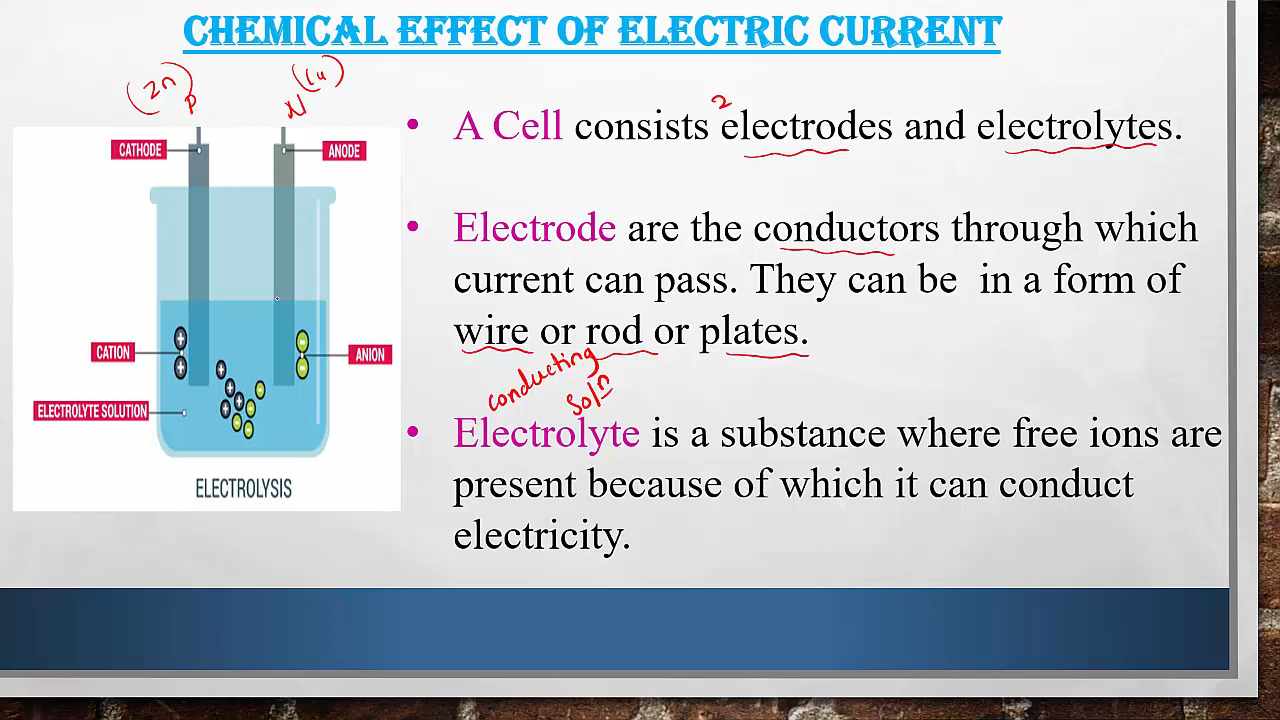 CHEMICAL EFFECT OF ELECTRIC CURRENT
(Zn)
P
(Cu)
N
CATHODE
ANODE
CATION
ANION
ELECTROLYTE SOLUTION
ELECTROLYSIS
2
• A Cell consists electrodes and electrolytes.
• Electrode are the conductors through which
current can pass. They can be in a form of
wire or rod or plates.
conducting
soln
• Electrolyte is a substance where free ions are
present because of which it can conduct
electricity.